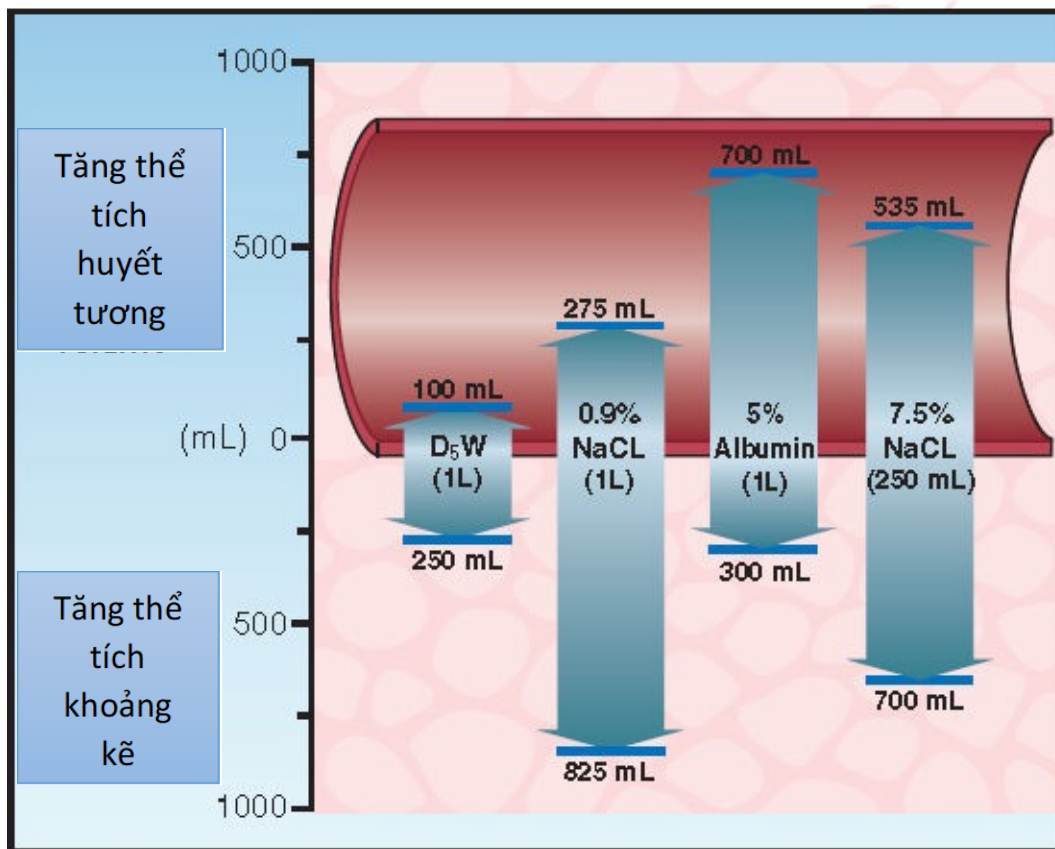 1000
Tăng thể
tích
huyết
tương
500
(mL) 0
Tăng thể
tích
khoảng
kẽ
500
1000
100 mL
D₅W
(1L)
250 mL
275 mL
0.9%
NaCL
(1L)
825 mL
700 mL
5%
Albumin
(1L)
300 mL
535 mL
7.5%
NaCL
(250 mL)
700 mL